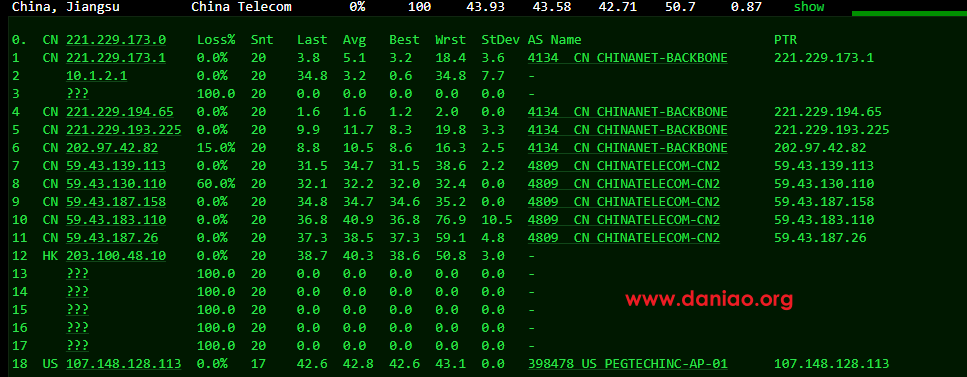 China, Jiangsu China Telecom 0% 100 43.93 43.58 42.71 50.7 0.87 show
0. CN 221.229.173.0 Loss% Snt Last Avg Best Wrst StDev AS Name PTR
1 CN 221.229.173.1 0.0% 20 3.8 5.1 3.2 18.4 3.6 4134 CN CHINANET-BACKBONE 221.229.173.1
2 10.1.2.1 0.0% 20 34.8 3.2 0.6 34.8 7.7 -
3 ??? 100.0 20 0.0 0.0 0.0 0.0 0.0 -
4 CN 221.229.194.65 0.0% 20 1.6 1.6 1.2 2.0 0.0 4134 CN CHINANET-BACKBONE 221.229.194.65
5 CN 221.229.193.225 0.0% 20 9.9 11.7 8.3 19.8 3.3 4134 CN CHINANET-BACKBONE 221.229.193.225
6 CN 202.97.42.82 15.0% 20 8.8 10.5 8.6 16.3 2.5 4134 CN CHINANET-BACKBONE 202.97.42.82
7 CN 59.43.139.113 0.0% 20 31.5 34.7 31.5 38.6 2.2 4809 CN CHINATELECOM-CN2 59.43.139.113
8 CN 59.43.130.110 60.0% 20 32.1 32.2 32.0 32.4 0.0 4809 CN CHINATELECOM-CN2 59.43.130.110
9 CN 59.43.187.158 0.0% 20 34.8 34.7 34.6 35.2 0.0 4809 CN CHINATELECOM-CN2 59.43.187.158
10 CN 59.43.183.110 0.0% 20 36.8 40.9 36.8 76.9 10.5 4809 CN CHINATELECOM-CN2 59.43.183.110
11 CN 59.43.187.26 0.0% 20 37.3 38.5 37.3 59.1 4.8 4809 CN CHINATELECOM-CN2 59.43.187.26
12 HK 203.100.48.10 0.0% 20 38.7 40.3 38.6 50.8 3.0 -
13 ??? 100.0 20 0.0 0.0 0.0 0.0 0.0 -
14 ??? 100.0 20 0.0 0.0 0.0 0.0 0.0 -
15 ??? 100.0 20 0.0 0.0 0.0 0.0 0.0 -
www.daniao.org
16 ??? 100.0 20 0.0 0.0 0.0 0.0 0.0 -
17 ??? 100.0 20 0.0 0.0 0.0 0.0 0.0 -
18 US 107.148.128.113 0.0% 17 42.6 42.8 42.6 43.1 0.0 398478 US PEGTECHINC-AP-01 107.148.128.113